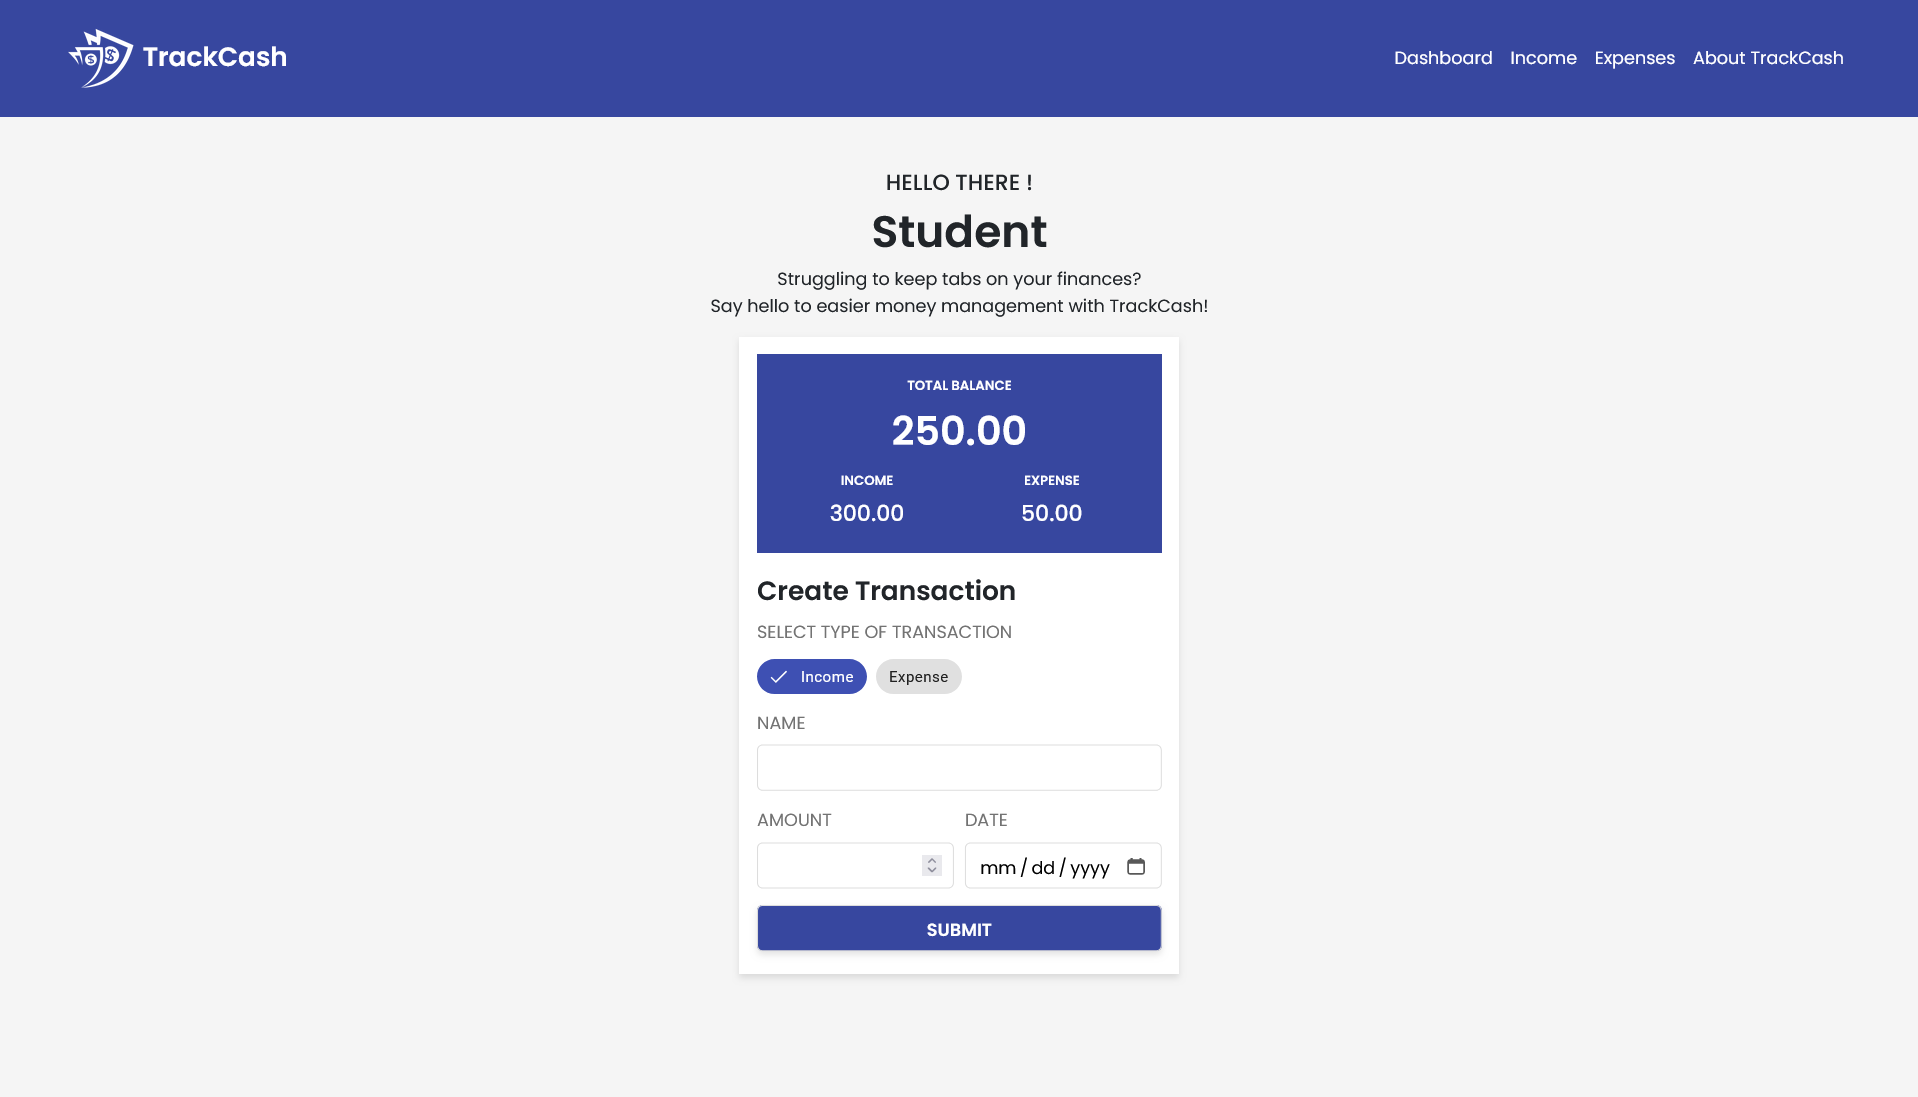 TrackCash
Dashboard Income Expenses About TrackCash
HELLO THERE !
Student
Struggling to keep tabs on your finances?
Say hello to easier money management with TrackCash!
TOTAL BALANCE
250.00
INCOME EXPENSE
300.00 50.00
Create Transaction
SELECT TYPE OF TRANSACTION
Income Expense
NAME
AMOUNT DATE
mm/dd/yyyy
SUBMIT